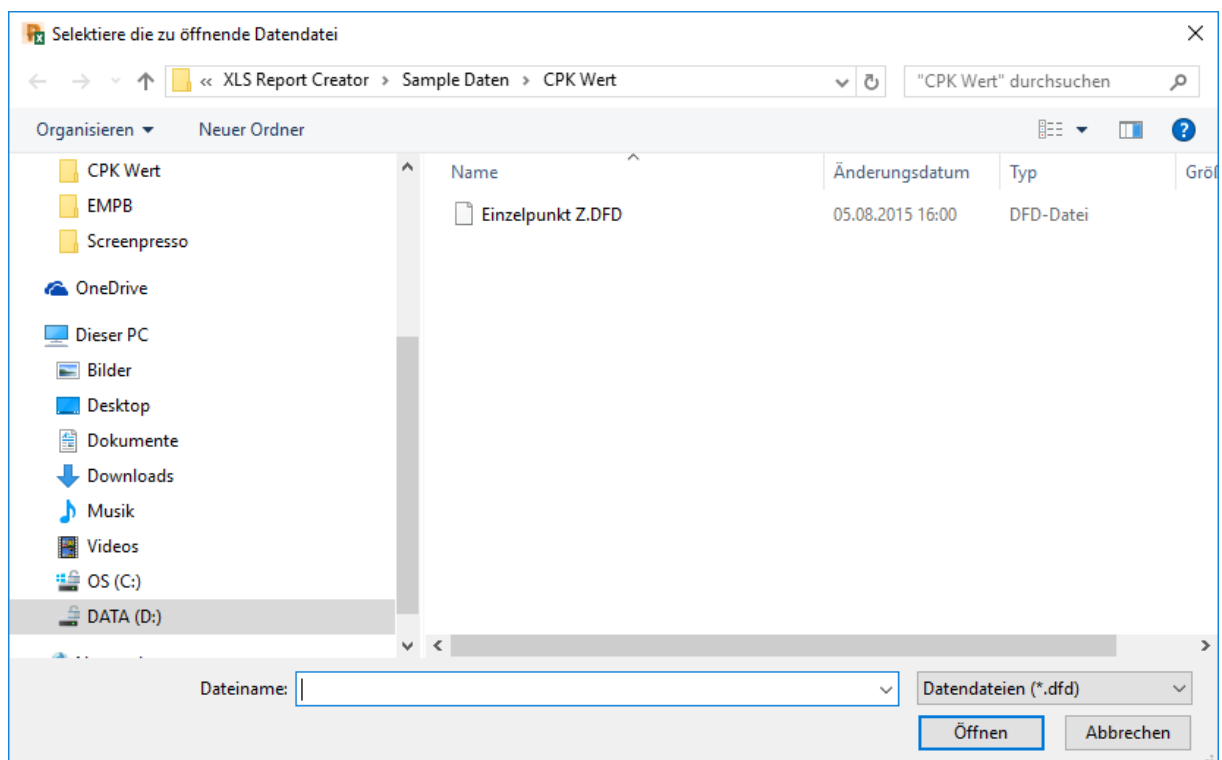 Selektiere die zu öffnende Datendatei
« XLS Report Creator › Sample Daten › CPK Wert
"CPK Wert" durchsuchen
Organisieren
Neuer Ordner
CPK Wert
EMPB
Screenpresso
OneDrive
Dieser PC
Bilder
Desktop
Dokumente
Downloads
Musik
Videos
OS (C:)
DATA (D:)
Name Änderungsdatum Typ
Einzelpunkt Z.DFD 05.08.2015 16:00 DFD-Datei
Dateiname:
Datendateien (*.dfd)
Öffnen
Abbrechen